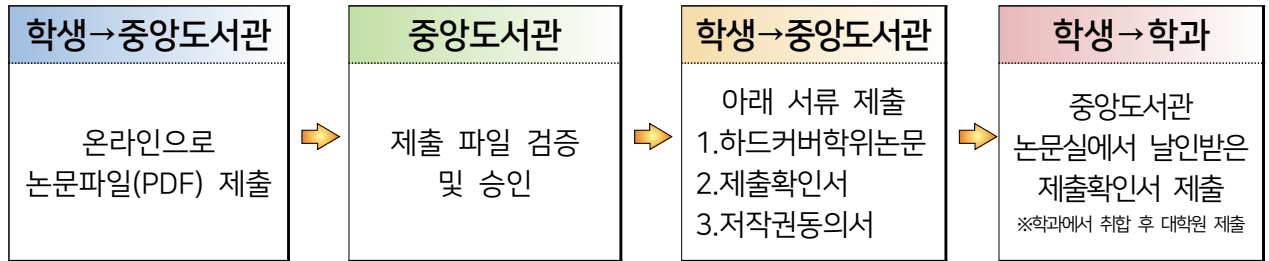 학생→중앙도서관
온라인으로
논문파일(PDF) 제출
중앙도서관
제출 파일 검증
및 승인
학생→중앙도서관
아래 서류 제출
1.하드커버학위논문
2.제출확인서
3.저작권동의서
학생→학과
중앙도서관
논문실에서 날인받은
제출확인서 제출
※학과에서 취합 후 대학원 제출